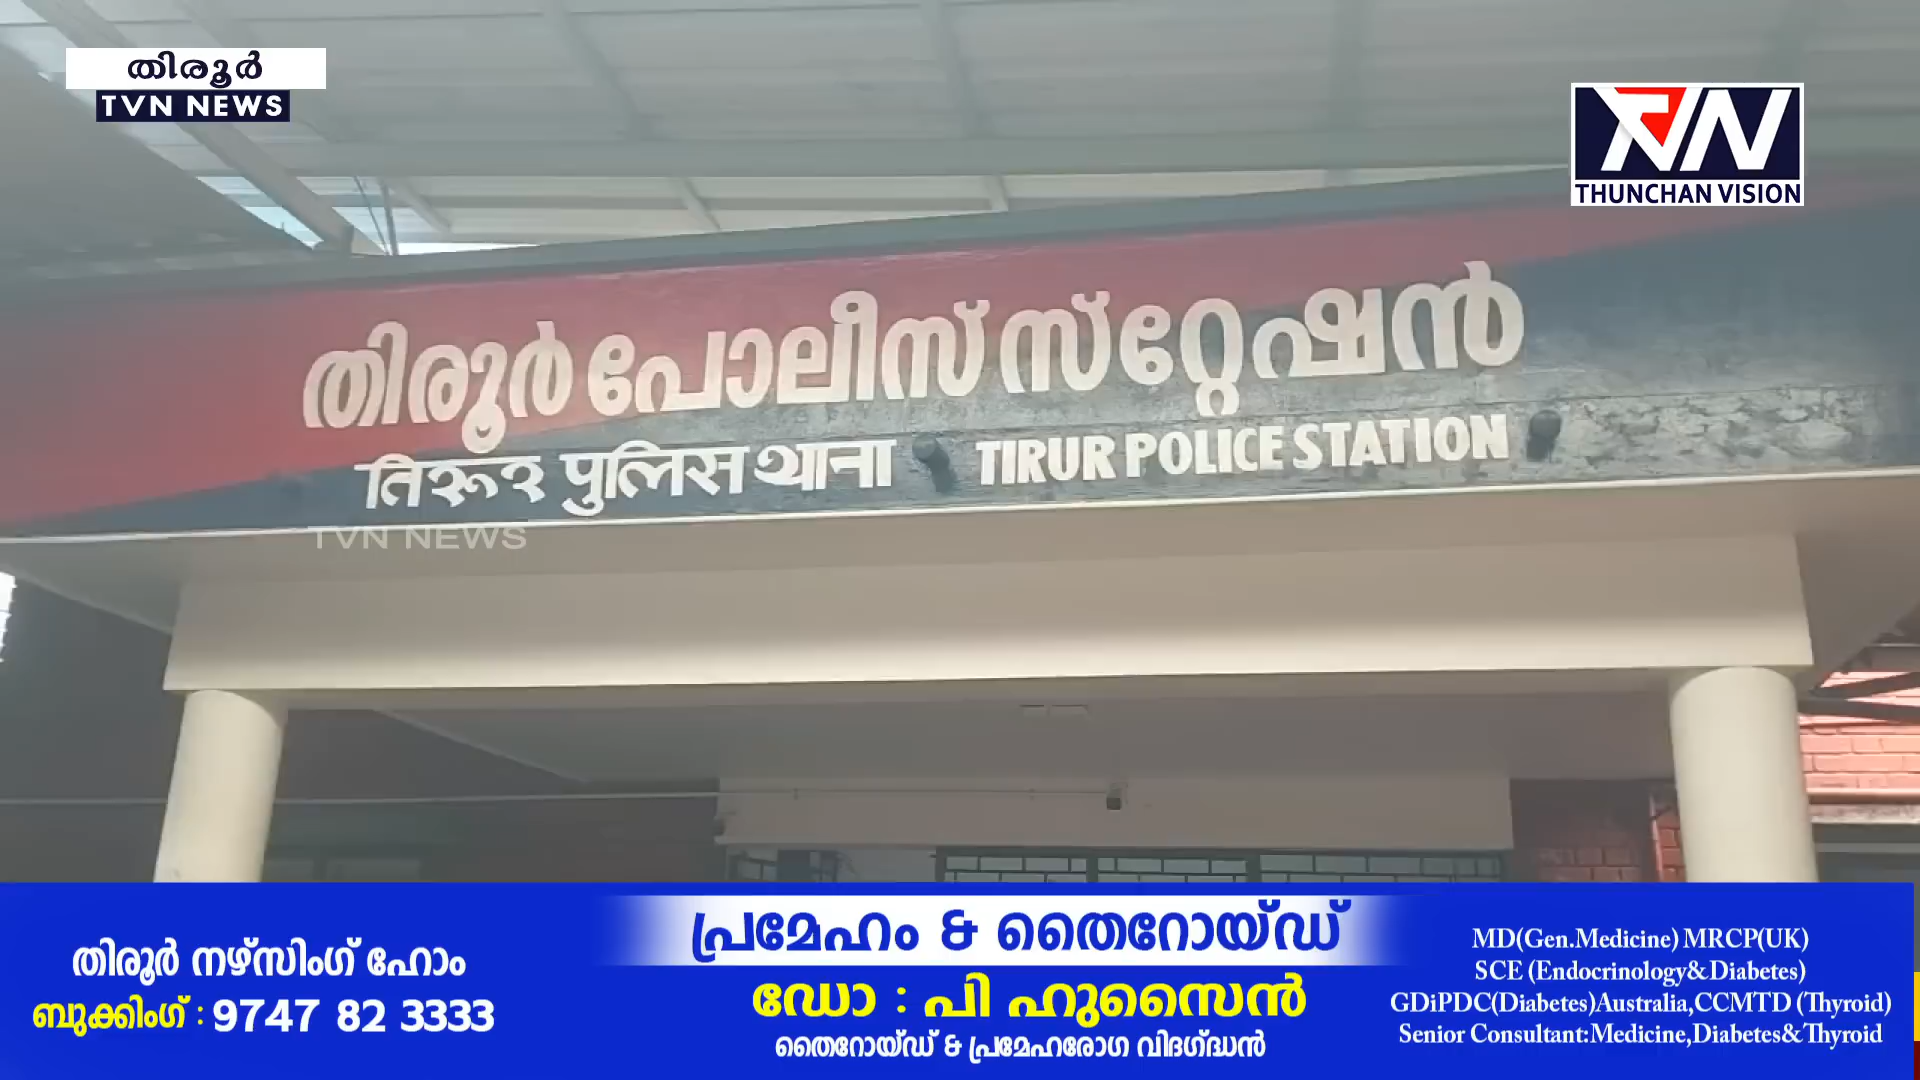 തിരൂർ
TVN NEWS
TVN
THUNCHAN VISION
തിരൂർ പോലീസ് സ്റ്റേഷൻ
तिरूर पुलिस थाना
TIRUR POLICE STATION
TVN NEWS
തിരൂർ നഴ്സിംഗ് ഹോം
ബുക്കിംഗ് : 9747 82 3333
പ്രമേഹം & തൈറോയ്ഡ്
ഡോ : പി ഹുസൈൻ
തൈറോയ്ഡ് & പ്രമേഹരോഗ വിദഗ്ദ്ധൻ
MD(Gen.Medicine) MRCP(UK)
SCE (Endocrinology&Diabetes)
GDiPDC(Diabetes)Australia,CCMTD (Thyroid)
Senior Consultant:Medicine,Diabetes&Thyroid